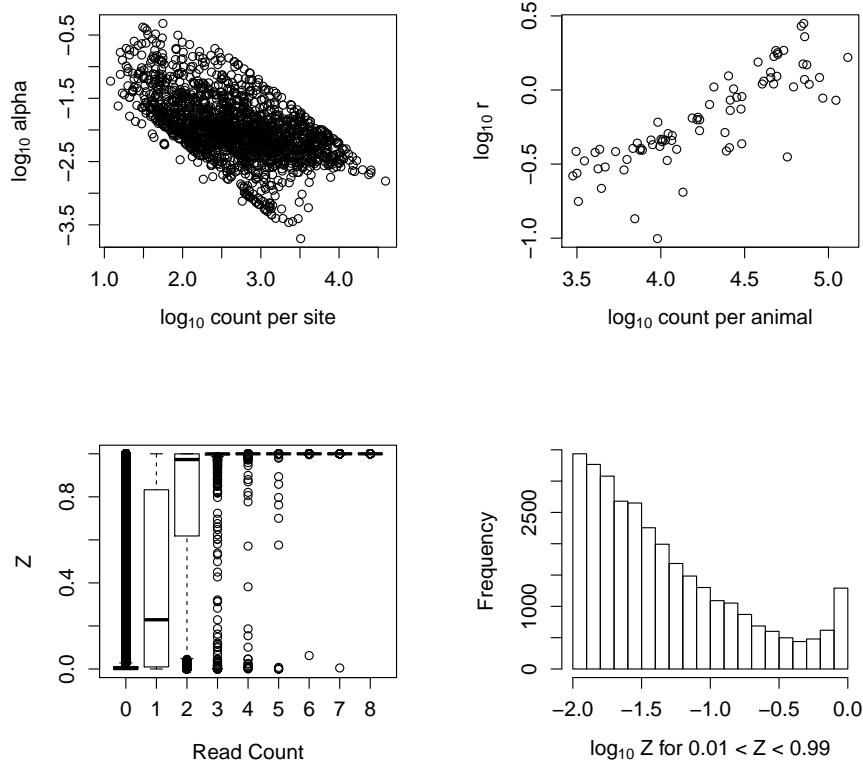 −0.5
−1.5
−2.5
−3.5
log10 alpha
1.0 2.0 3.0 4.0
log10 count per site
0.5
0.0
−0.5
−1.0
log10 r
3.5 4.0 4.5 5.0
log10 count per animal
0.8
0.4
0.0
Z
0 1 2 3 4 5 6 7 8
Read Count
2500
1000
0
Frequency
−2.0 −1.5 −1.0 −0.5 0.0
log10 Z for 0.01 < Z < 0.99